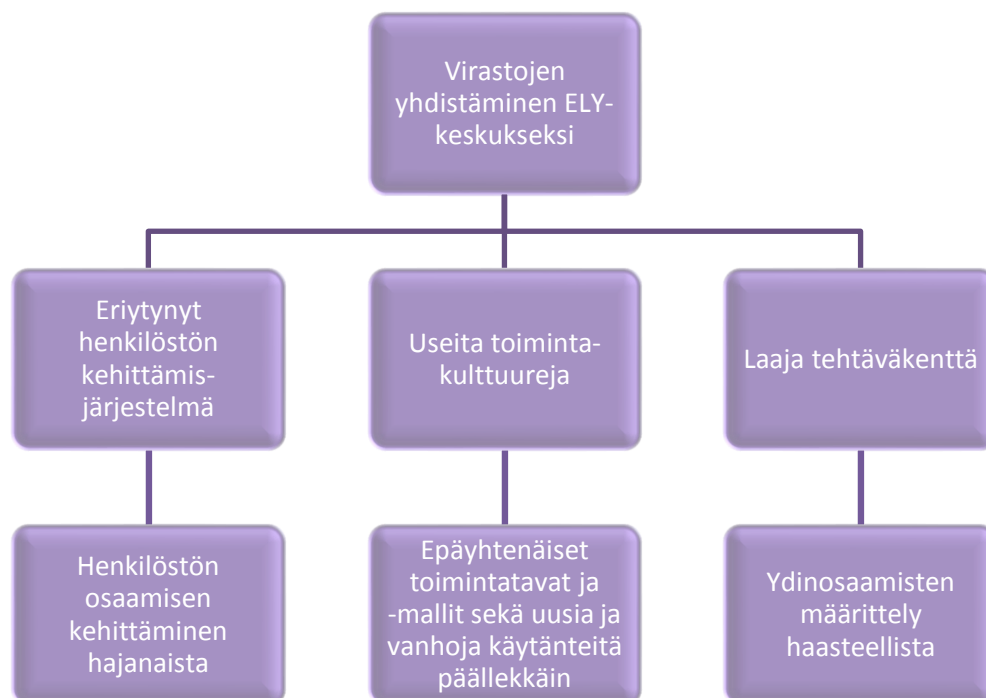 Virastojen
yhdistäminen ELY-
keskukseksi
Eriytynyt
henkilöstön
kehittämis-
järjestelmä
Useita toiminta-
kulttuureja
Laaja tehtäväkenttä
Henkilöstön
osaamisen
kehittäminen
hajanaista
Epäyhtenäiset
toimintatavat ja
-mallit sekä uusia ja
vanhoja käytänteitä
päällekkäin
Ydinosaamisten
määrittely
haasteellista